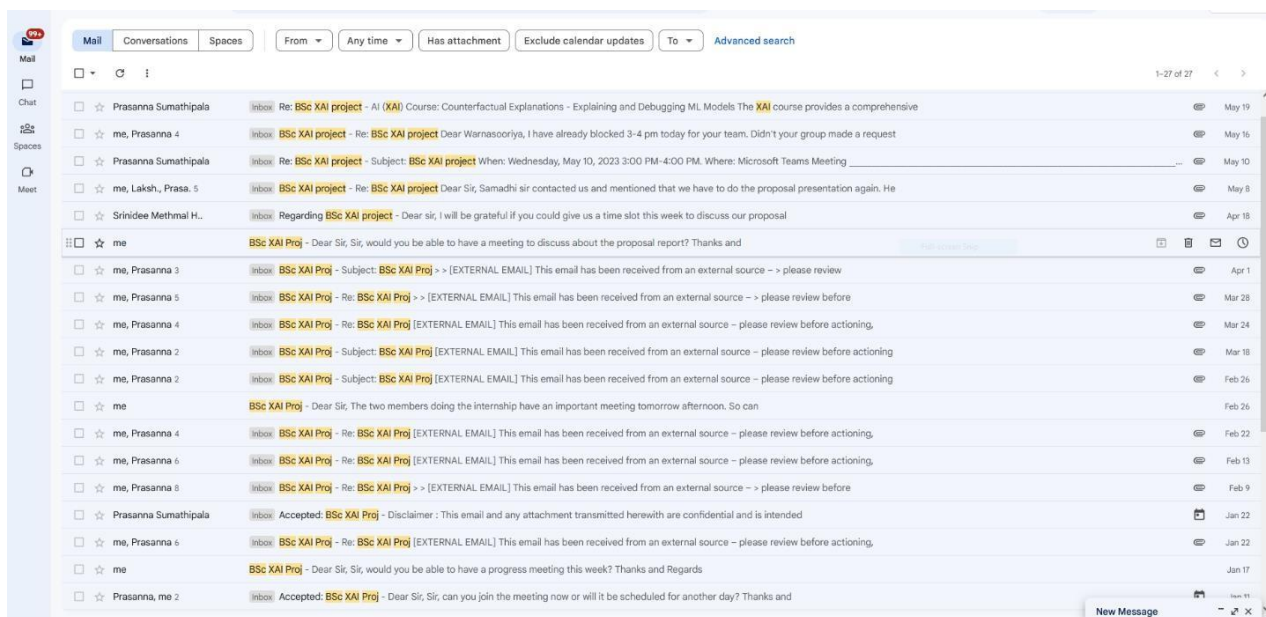 99+
Mail
Chat
Spaces
Meet
Mail Conversations Spaces From Any time Has attachment Exclude calendar updates To Advanced search
1–27 of 27
Prasanna Sumathipala Inbox Re: BSc XAI project - AI (XAI) Course: Counterfactual Explanations - Explaining and Debugging ML Models The XAI course provides a comprehensive May 19
me, Prasanna 4 Inbox BSc XAI project - Re: BSc XAI project Dear Warnasooriya, I have already blocked 3-4 pm today for your team. Didn't your group made a request May 16
Prasanna Sumathipala Inbox Re: BSc XAI project - Subject: BSc XAI project When: Wednesday, May 10, 2023 3:00 PM-4:00 PM. Where: Microsoft Teams Meeting ... May 10
me, Laksh., Prasa. 5 Inbox BSc XAI project - Re: BSc XAI project Dear Sir, Samadhi sir contacted us and mentioned that we have to do the proposal presentation again. He May 8
Srinidee Methmal H.. Inbox Regarding BSc XAI project - Dear sir, I will be grateful if you could give us a time slot this week to discuss our proposal Apr 18
me BSc XAI Proj - Dear Sir, Sir, would you be able to have a meeting to discuss about the proposal report? Thanks and
me, Prasanna 3 Inbox BSc XAI Proj - Subject: BSc XAI Proj > > [EXTERNAL EMAIL] This email has been received from an external source – > please review Apr 1
me, Prasanna 5 Inbox BSc XAI Proj - Re: BSc XAI Proj > > [EXTERNAL EMAIL] This email has been received from an external source – > please review before Mar 28
me, Prasanna 4 Inbox BSc XAI Proj - Re: BSc XAI Proj [EXTERNAL EMAIL] This email has been received from an external source – please review before actioning, Mar 24
me, Prasanna 2 Inbox BSc XAI Proj - Subject: BSc XAI Proj [EXTERNAL EMAIL] This email has been received from an external source – please review before actioning Mar 18
me, Prasanna 2 Inbox BSc XAI Proj - Subject: BSc XAI Proj [EXTERNAL EMAIL] This email has been received from an external source – please review before actioning Feb 26
me BSc XAI Proj - Dear Sir, The two members doing the internship have an important meeting tomorrow afternoon. So can Feb 26
me, Prasanna 4 Inbox BSc XAI Proj - Re: BSc XAI Proj [EXTERNAL EMAIL] This email has been received from an external source – please review before actioning, Feb 22
me, Prasanna 6 Inbox BSc XAI Proj - Re: BSc XAI Proj [EXTERNAL EMAIL] This email has been received from an external source – please review before actioning, Feb 13
me, Prasanna 8 Inbox BSc XAI Proj - Re: BSc XAI Proj > > [EXTERNAL EMAIL] This email has been received from an external source – > please review before Feb 9
Prasanna Sumathipala Inbox Accepted: BSc XAI Proj - Disclaimer : This email and any attachment transmitted herewith are confidential and is intended Jan 22
me, Prasanna 6 Inbox BSc XAI Proj - Re: BSc XAI Proj [EXTERNAL EMAIL] This email has been received from an external source – please review before actioning, Jan 22
me BSc XAI Proj - Dear Sir, Sir, would you be able to have a progress meeting this week? Thanks and Regards Jan 17
Prasanna, me 2 Inbox Accepted: BSc XAI Proj - Dear Sir, Sir, can you join the meeting now or will it be scheduled for another day? Thanks and Jan 11
New Message